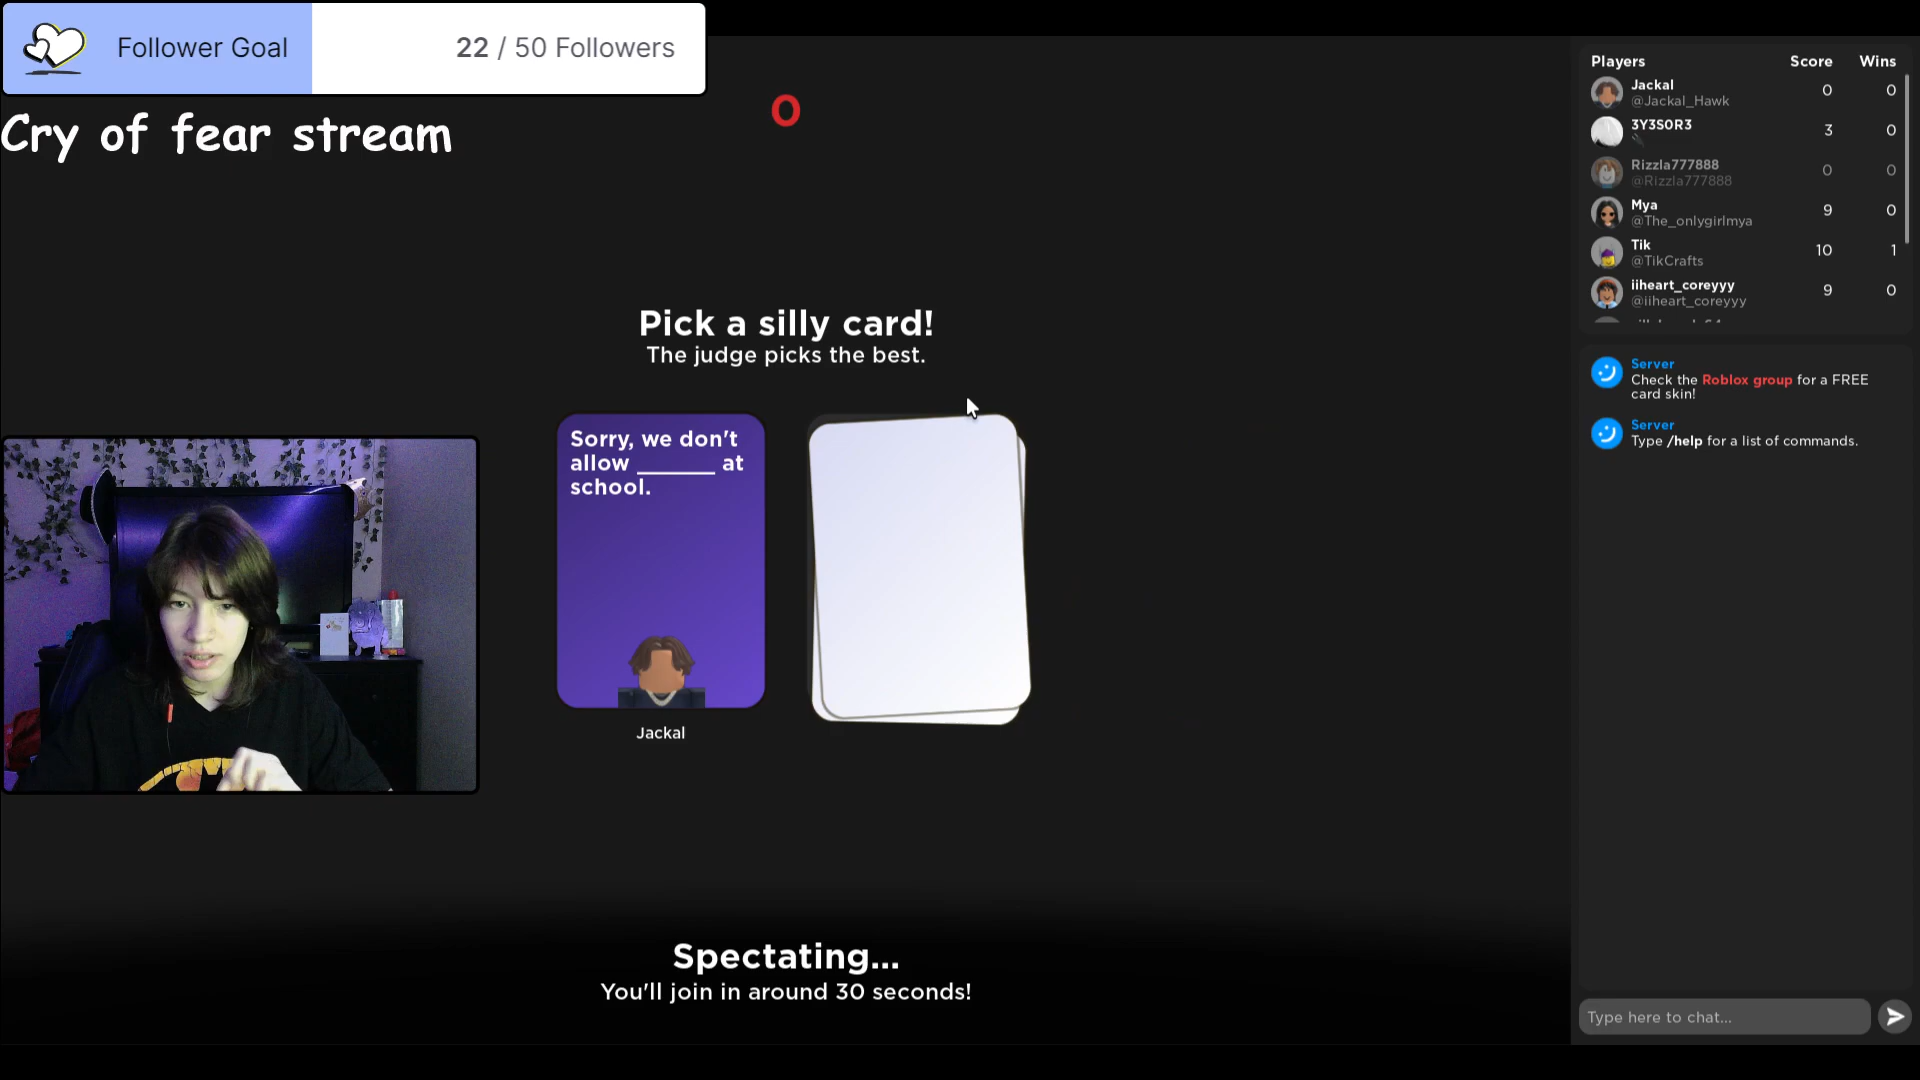 Follower Goal
22 / 50 Followers
Cry of fear stream
0
Pick a silly card!
The judge picks the best.
Sorry, we don't
allow ______ at
school.
Jackal
Spectating...
You'll join in around 30 seconds!
Players Score Wins
Jackal
@Jackal_Hawk 0 0
3Y3S0R3 3 0
Rizzla777888
@Rizzla777888 0 0
Mya
@The_onlygirlmya 9 0
Tik
@TikCrafts 10 1
iiheart_coreyyy
@iiheart_coreyyy 9 0
Server
Check the Roblox group for a FREE
card skin!
Server
Type /help for a list of commands.
Type here to chat...